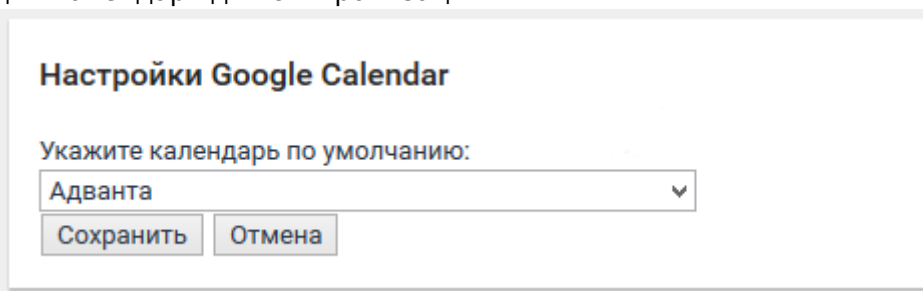 Настройки Google Calendar
Укажите календарь по умолчанию:
Адванта
Сохранить Отмена